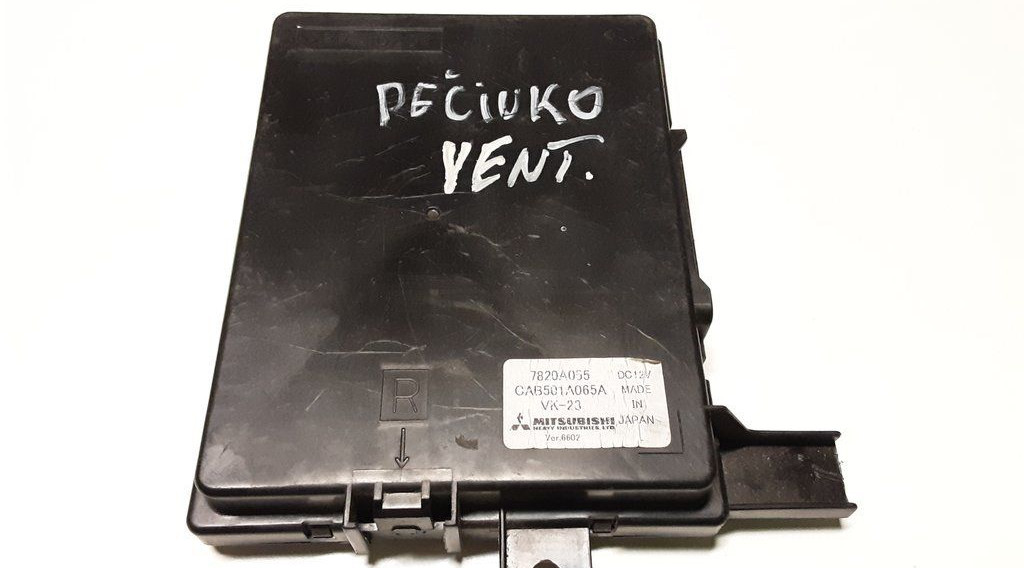 PEČIUKO
VENT.
R
7820A055 DC12V
CAB501A065A MADE
VK-23 IN
MITSUBISHI JAPAN
HEAVY INDUSTRIES, LTD.
Ver.6602